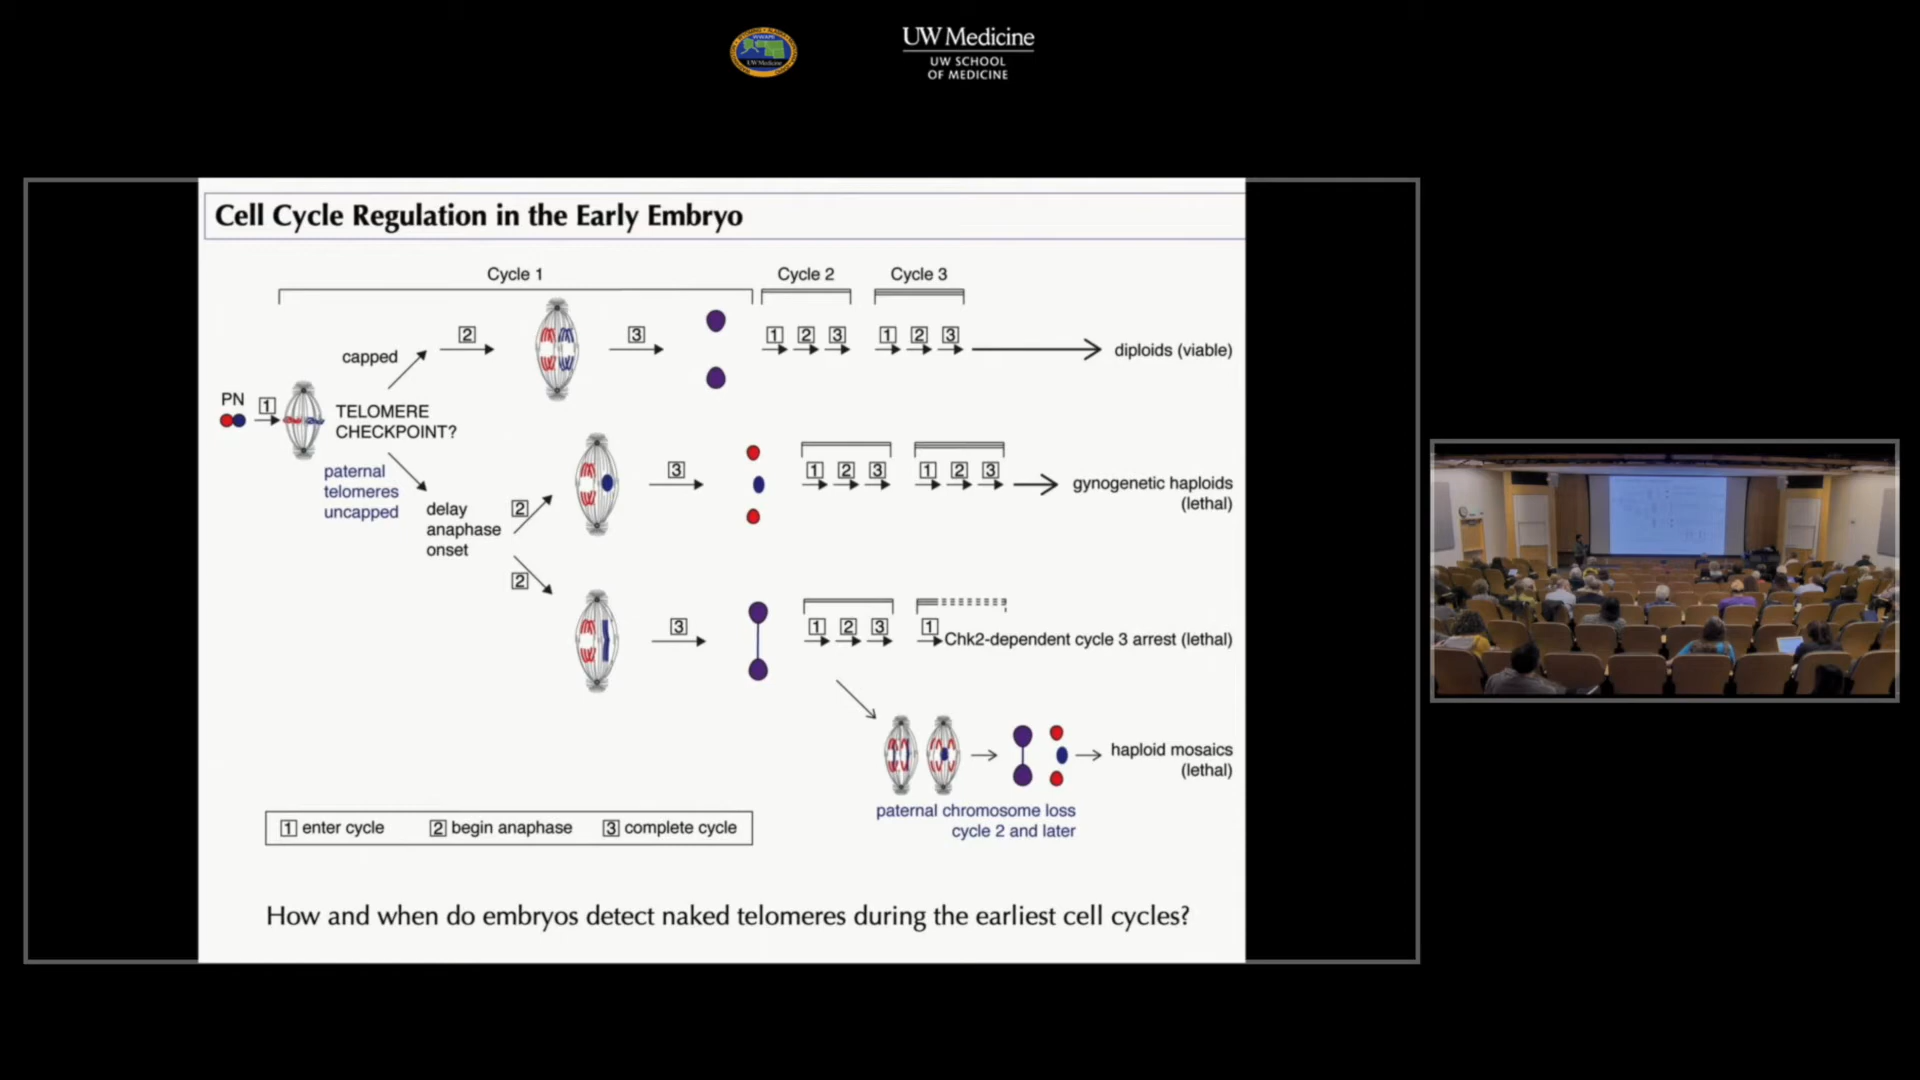 UW Medicine
UW SCHOOL
OF MEDICINE
Cell Cycle Regulation in the Early Embryo
Cycle 1
Cycle 2
Cycle 3
2
3
1 2 3
1 2 3
capped
diploids (viable)
PN
1
TELOMERE
CHECKPOINT?
paternal
telomeres
uncapped
delay
anaphase
onset
2
3
1 2 3
1 2 3
gynogenetic haploids
(lethal)
2
3
1 2 3
1
Chk2-dependent cycle 3 arrest (lethal)
haploid mosaics
(lethal)
paternal chromosome loss
cycle 2 and later
1 enter cycle 2 begin anaphase 3 complete cycle
How and when do embryos detect naked telomeres during the earliest cell cycles?